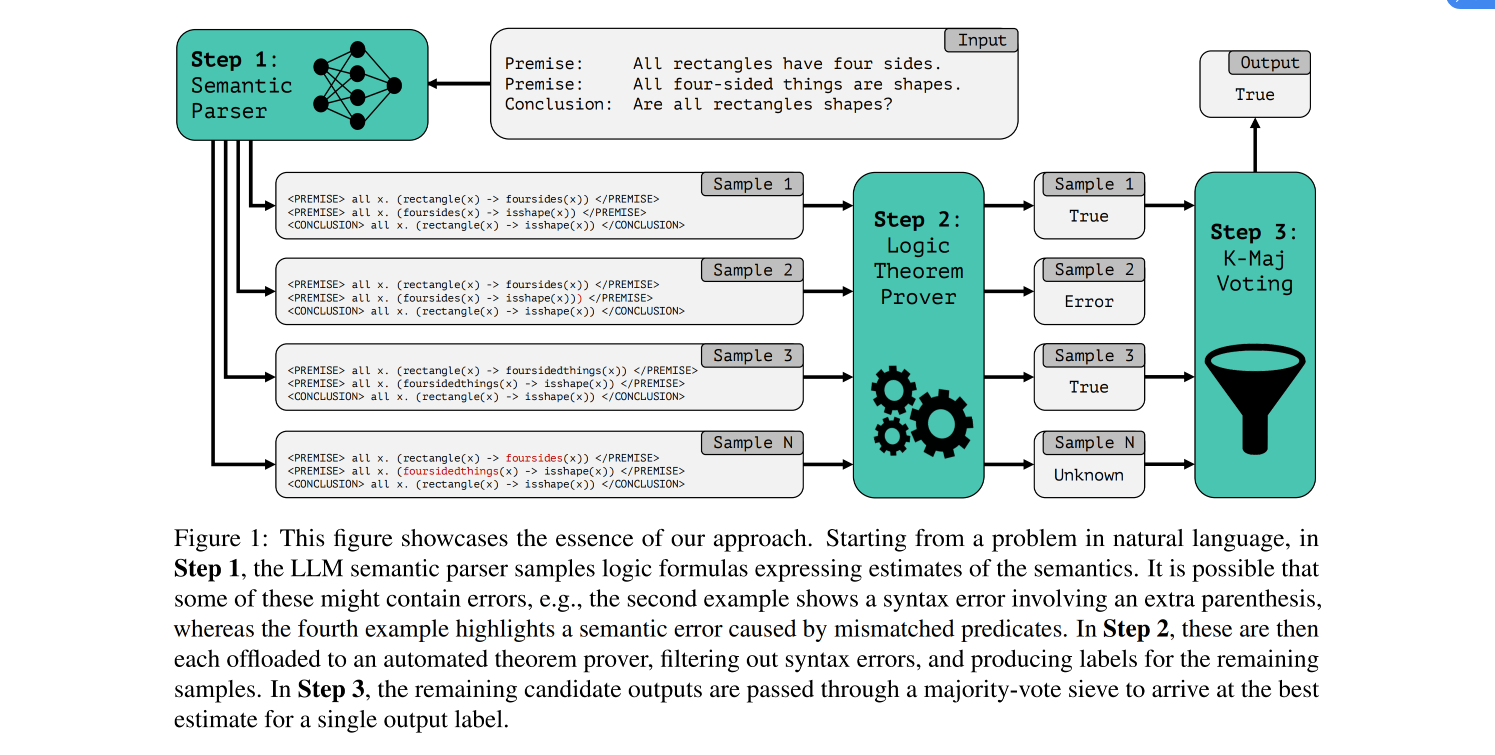 Step 1:
Semantic
Parser
Input
Premise: All rectangles have four sides.
Premise: All four-sided things are shapes.
Conclusion: Are all rectangles shapes?
Output
True
Sample 1
<PREMISE> all x. (rectangle(x) -> foursides(x)) </PREMISE>
<PREMISE> all x. (foursides(x) -> isshape(x)) </PREMISE>
<CONCLUSION> all x. (rectangle(x) -> isshape(x)) </CONCLUSION>
Sample 2
<PREMISE> all x. (rectangle(x) -> foursides(x)) </PREMISE>
<PREMISE> all x. (foursides(x) -> isshape(x))) </PREMISE>
<CONCLUSION> all x. (rectangle(x) -> isshape(x)) </CONCLUSION>
Sample 3
<PREMISE> all x. (rectangle(x) -> foursidedthings(x)) </PREMISE>
<PREMISE> all x. (foursidedthings(x) -> isshape(x)) </PREMISE>
<CONCLUSION> all x. (rectangle(x) -> isshape(x)) </CONCLUSION>
Sample N
<PREMISE> all x. (rectangle(x) -> foursides(x)) </PREMISE>
<PREMISE> all x. (foursidedthings(x) -> isshape(x)) </PREMISE>
<CONCLUSION> all x. (rectangle(x) -> isshape(x)) </CONCLUSION>
Step 2:
Logic
Theorem
Prover
Sample 1
True
Sample 2
Error
Sample 3
True
Sample N
Unknown
Step 3:
K-Maj
Voting
Figure 1: This figure showcases the essence of our approach. Starting from a problem in natural language, in
Step 1, the LLM semantic parser samples logic formulas expressing estimates of the semantics. It is possible that
some of these might contain errors, e.g., the second example shows a syntax error involving an extra parenthesis,
whereas the fourth example highlights a semantic error caused by mismatched predicates. In Step 2, these are then
each offloaded to an automated theorem prover, filtering out syntax errors, and producing labels for the remaining
samples. In Step 3, the remaining candidate outputs are passed through a majority-vote sieve to arrive at the best
estimate for a single output label.